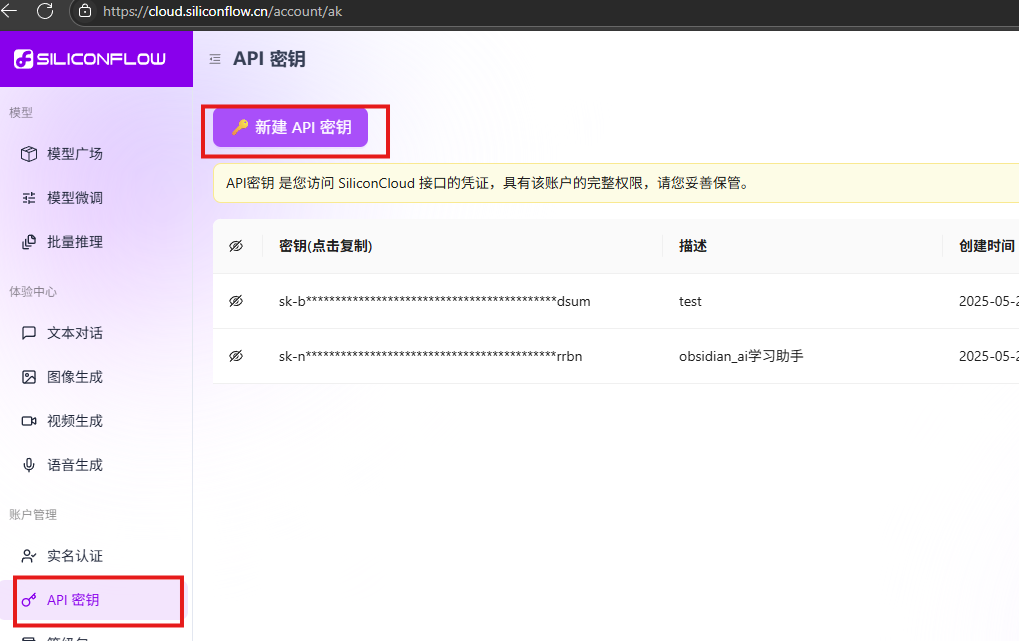 https://cloud.siliconflow.cn/account/ak
SILICONFLOW
API 密钥
模型
新建 API 密钥
模型广场
API密钥 是您访问 SiliconCloud 接口的凭证，具有该账户的完整权限，请您妥善保管。
模型微调
批量推理
密钥(点击复制) 描述 创建时间
体验中心
sk-b********************************************dsum test 2025-05-2
文本对话
sk-n********************************************rrbn obsidian_ai学习助手 2025-05-2
图像生成
视频生成
语音生成
账户管理
实名认证
API 密钥